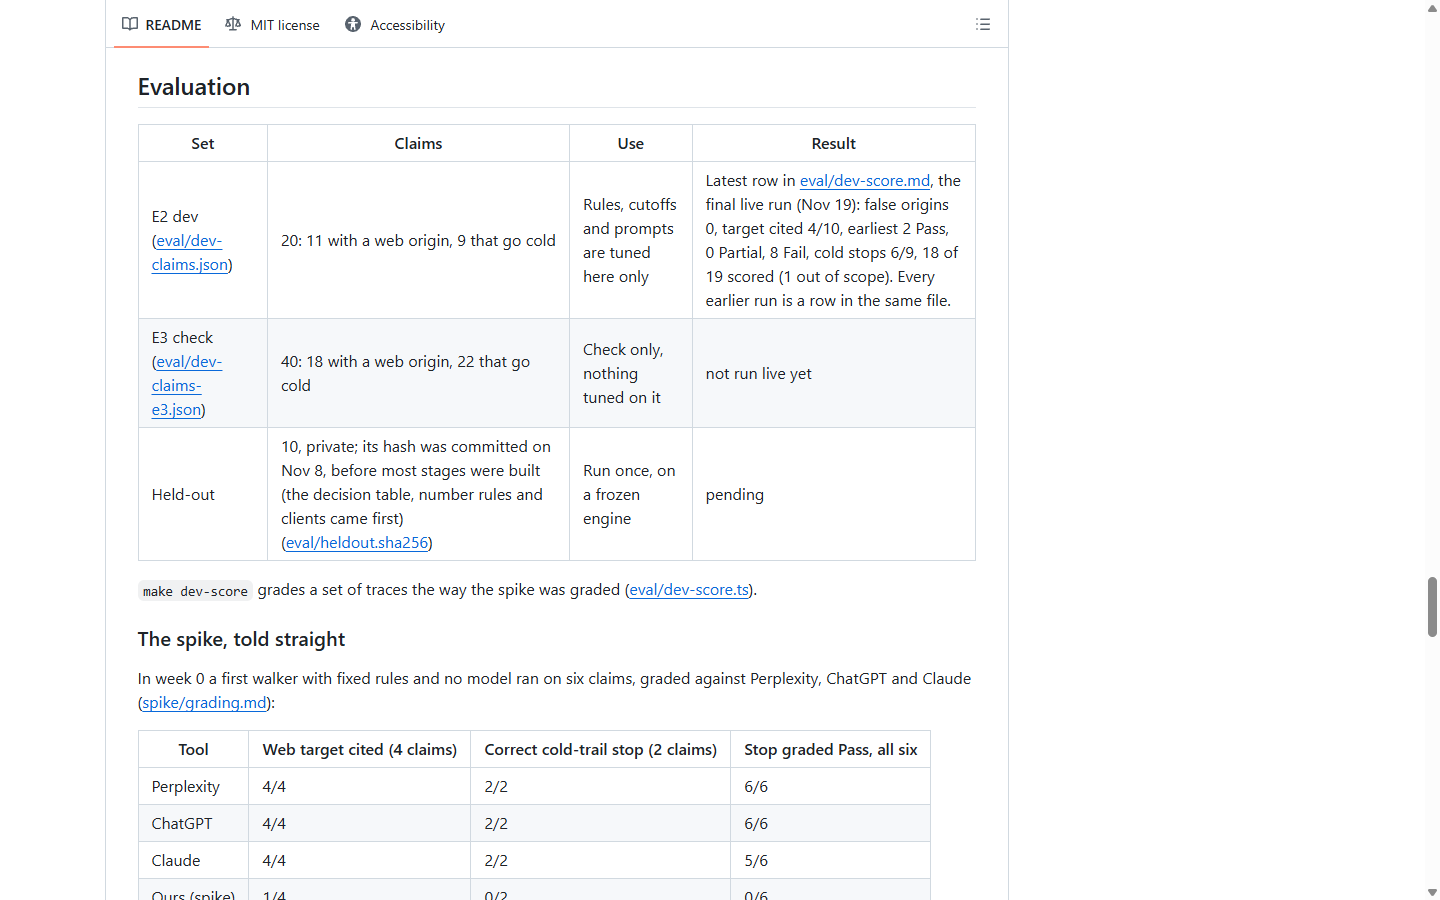 README
MIT license
Accessibility
Evaluation
Set
Claims
Use
Result
E2 dev
(eval/dev-
claims.json)
20: 11 with a web origin, 9 that go cold
Rules, cutoffs
and prompts
are tuned
here only
Latest row in eval/dev-score.md, the
final live run (Nov 19): false origins
0, target cited 4/10, earliest 2 Pass,
0 Partial, 8 Fail, cold stops 6/9, 18 of
19 scored (1 out of scope). Every
earlier run is a row in the same file.
E3 check
(eval/dev-
claims-
e3.json)
40: 18 with a web origin, 22 that go
cold
Check only,
nothing
tuned on it
not run live yet
Held-out
10, private; its hash was committed on
Nov 8, before most stages were built
(the decision table, number rules and
clients came first)
(eval/heldout.sha256)
Run once, on
a frozen
engine
pending
make dev-score grades a set of traces the way the spike was graded (eval/dev-score.ts).
The spike, told straight
In week 0 a first walker with fixed rules and no model ran on six claims, graded against Perplexity, ChatGPT and Claude
(spike/grading.md):
Tool
Web target cited (4 claims)
Correct cold-trail stop (2 claims)
Stop graded Pass, all six
Perplexity
4/4
2/2
6/6
ChatGPT
4/4
2/2
6/6
Claude
4/4
2/2
5/6
Ours (spike)
1/4
0/2
0/6